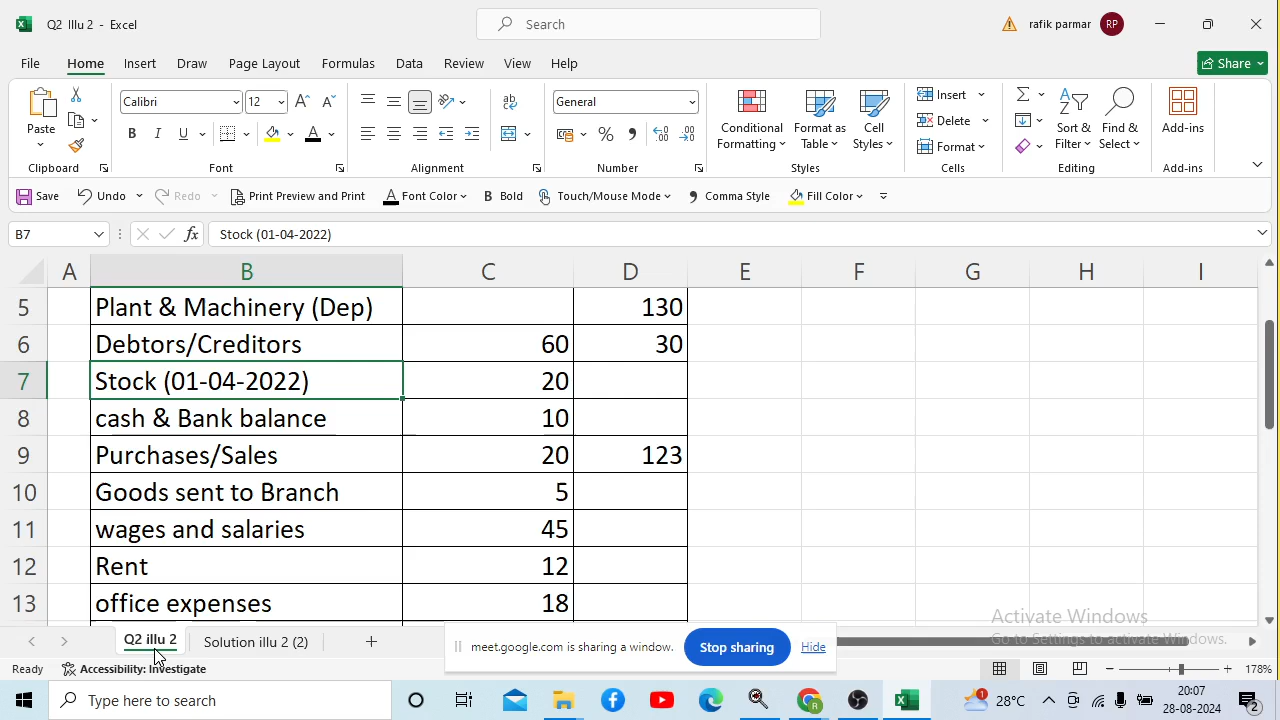 Q2 Illu 2 - Excel
Search
rafik parmar
RP
File Home Insert Draw Page Layout Formulas Data Review View Help
Share
Paste
Clipboard
Calibri 12
B I U
Font
Alignment
General
Number
Conditional Formatting
Format as Table
Cell Styles
Styles
Insert
Delete
Format
Cells
Sort & Filter
Find & Select
Editing
Add-ins
Add-ins
Save Undo Redo Print Preview and Print Font Color B Bold Touch/Mouse Mode Comma Style Fill Color
B7 fx Stock (01-04-2022)
A B C D E F G H I
5 Plant & Machinery (Dep) 130
6 Debtors/Creditors 60 30
7 Stock (01-04-2022) 20
8 cash & Bank balance 10
9 Purchases/Sales 20 123
10 Goods sent to Branch 5
11 wages and salaries 45
12 Rent 12
13 office expenses 18
Activate Windows
Go to Settings to activate Windows.
Q2 illu 2 Solution illu 2 (2)
meet.google.com is sharing a window. Stop sharing Hide
Ready Accessibility: Investigate 178%
Type here to search
1
28°C
20:07
28-08-2024
2